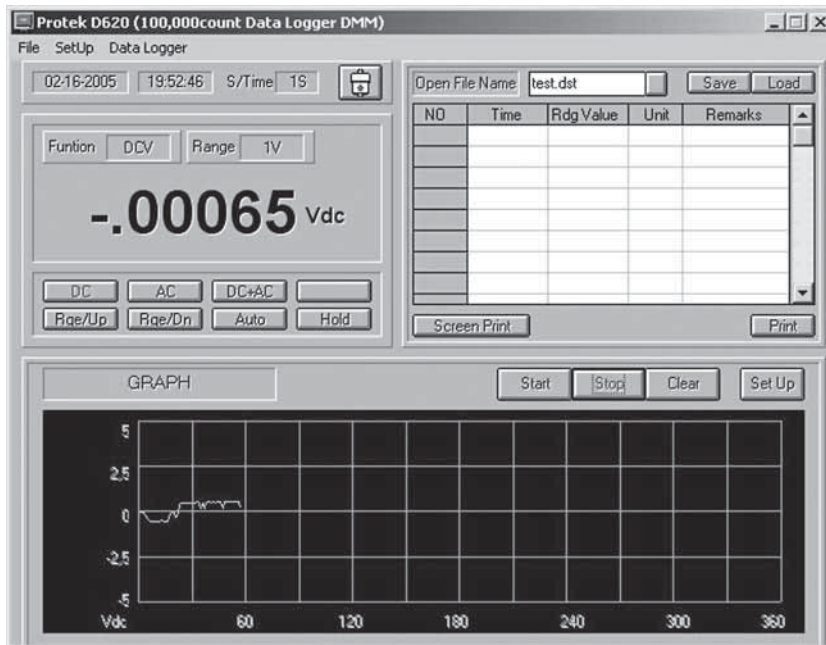 Protek D620 (100,000count Data Logger DMM)
File SetUp Data Logger
02-16-2005 19:52:46 S/Time 1S
Funtion DCV Range 1V
-.00065 Vdc
DC AC DC+AC
Rge/Up Rge/Dn Auto Hold
Open File Name test.dst Save Load
NO Time Rdg Value Unit Remarks
Screen Print Print
GRAPH Start Stop Clear Set Up
5
2,5
0
-2,5
-5
Vdc 60 120 180 240 300 360